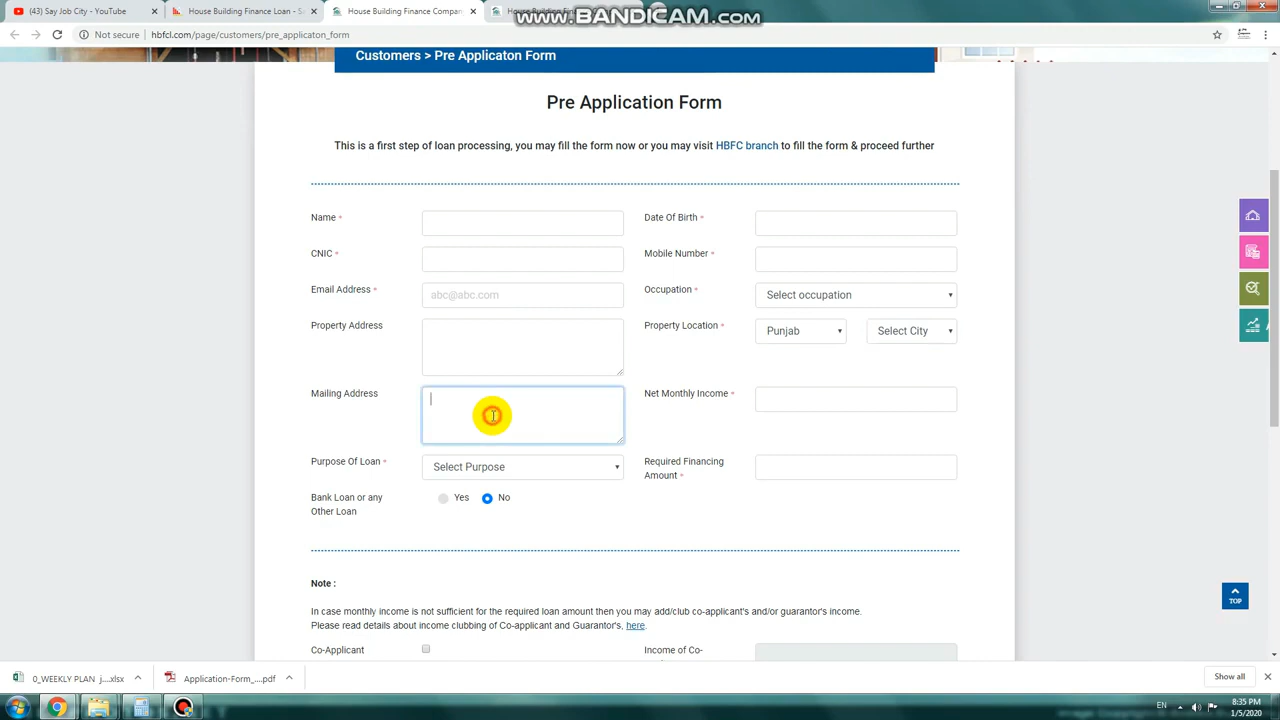 (43) Say Job City - YouTube
House Building Finance Loan - S
House Building Finance Compan
WWW.BANDICAM.COM
Not secure | hbfcl.com/page/customers/pre_applicaton_form
Customers > Pre Applicaton Form
Pre Application Form
This is a first step of loan processing, you may fill the form now or you may visit HBFC branch to fill the form & proceed further
Name * Date Of Birth *
CNIC * Mobile Number *
Email Address * abc@abc.com Occupation * Select occupation
Property Address Property Location * Punjab Select City
Mailing Address Net Monthly Income *
Purpose Of Loan * Select Purpose Required Financing
Amount *
Bank Loan or any Yes No
Other Loan
Note :
In case monthly income is not sufficient for the required loan amount then you may add/club co-applicant's and/or guarantor's income.
Please read details about income clubbing of Co-applicant and Guarantor's, here.
Co-Applicant Income of Co-
TOP
0_WEEKLY PLAN j....xlsx Application-Form_....pdf Show all
EN 8:35 PM
1/5/2020